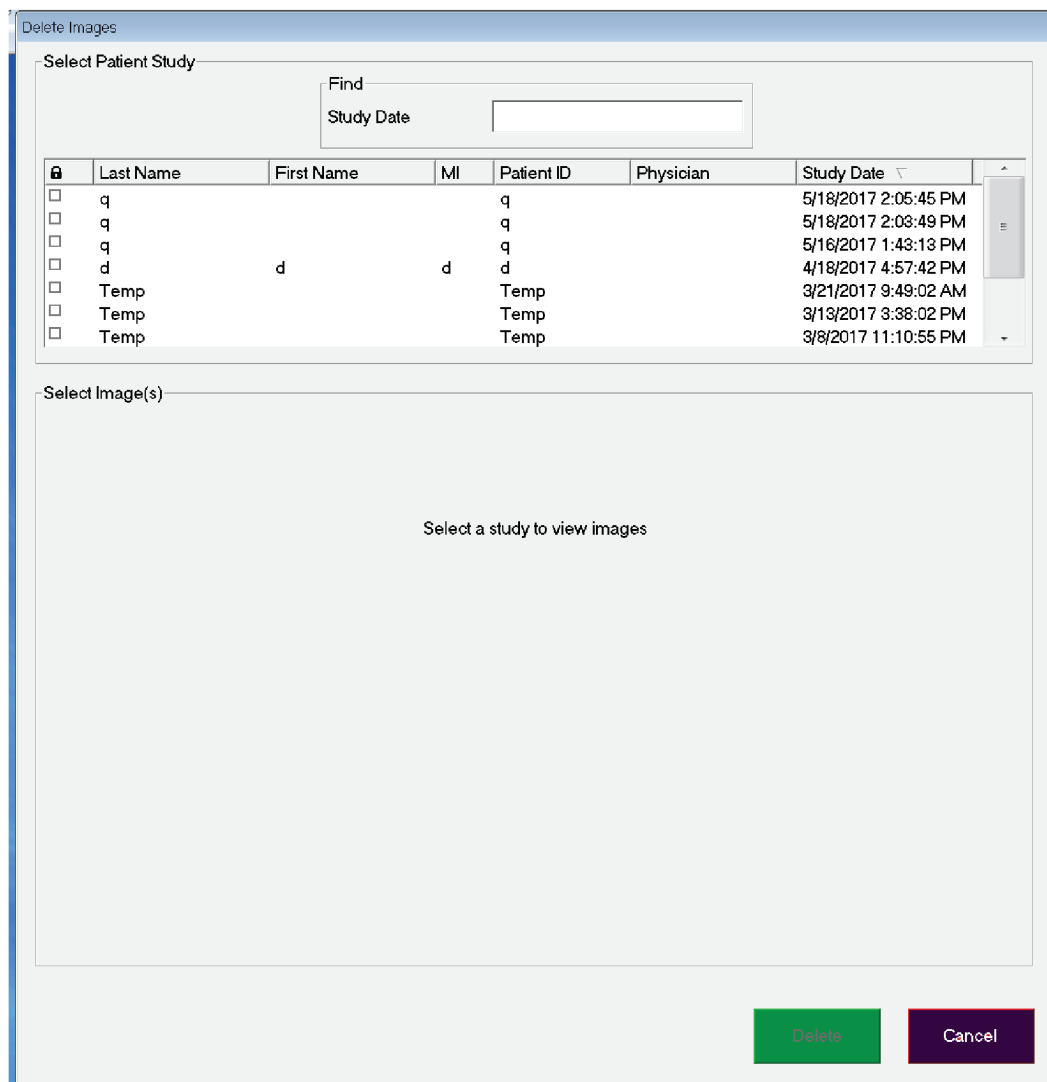 Delete Images
Select Patient Study
Find
Study Date
Last Name First Name MI Patient ID Physician Study Date
q q 5/18/2017 2:05:45 PM
q q 5/18/2017 2:03:49 PM
q q 5/16/2017 1:43:13 PM
d d d d 4/18/2017 4:57:42 PM
Temp Temp 3/21/2017 9:49:02 AM
Temp Temp 3/13/2017 3:38:02 PM
Temp Temp 3/8/2017 11:10:55 PM
Select Image(s)
Select a study to view images
Delete Cancel